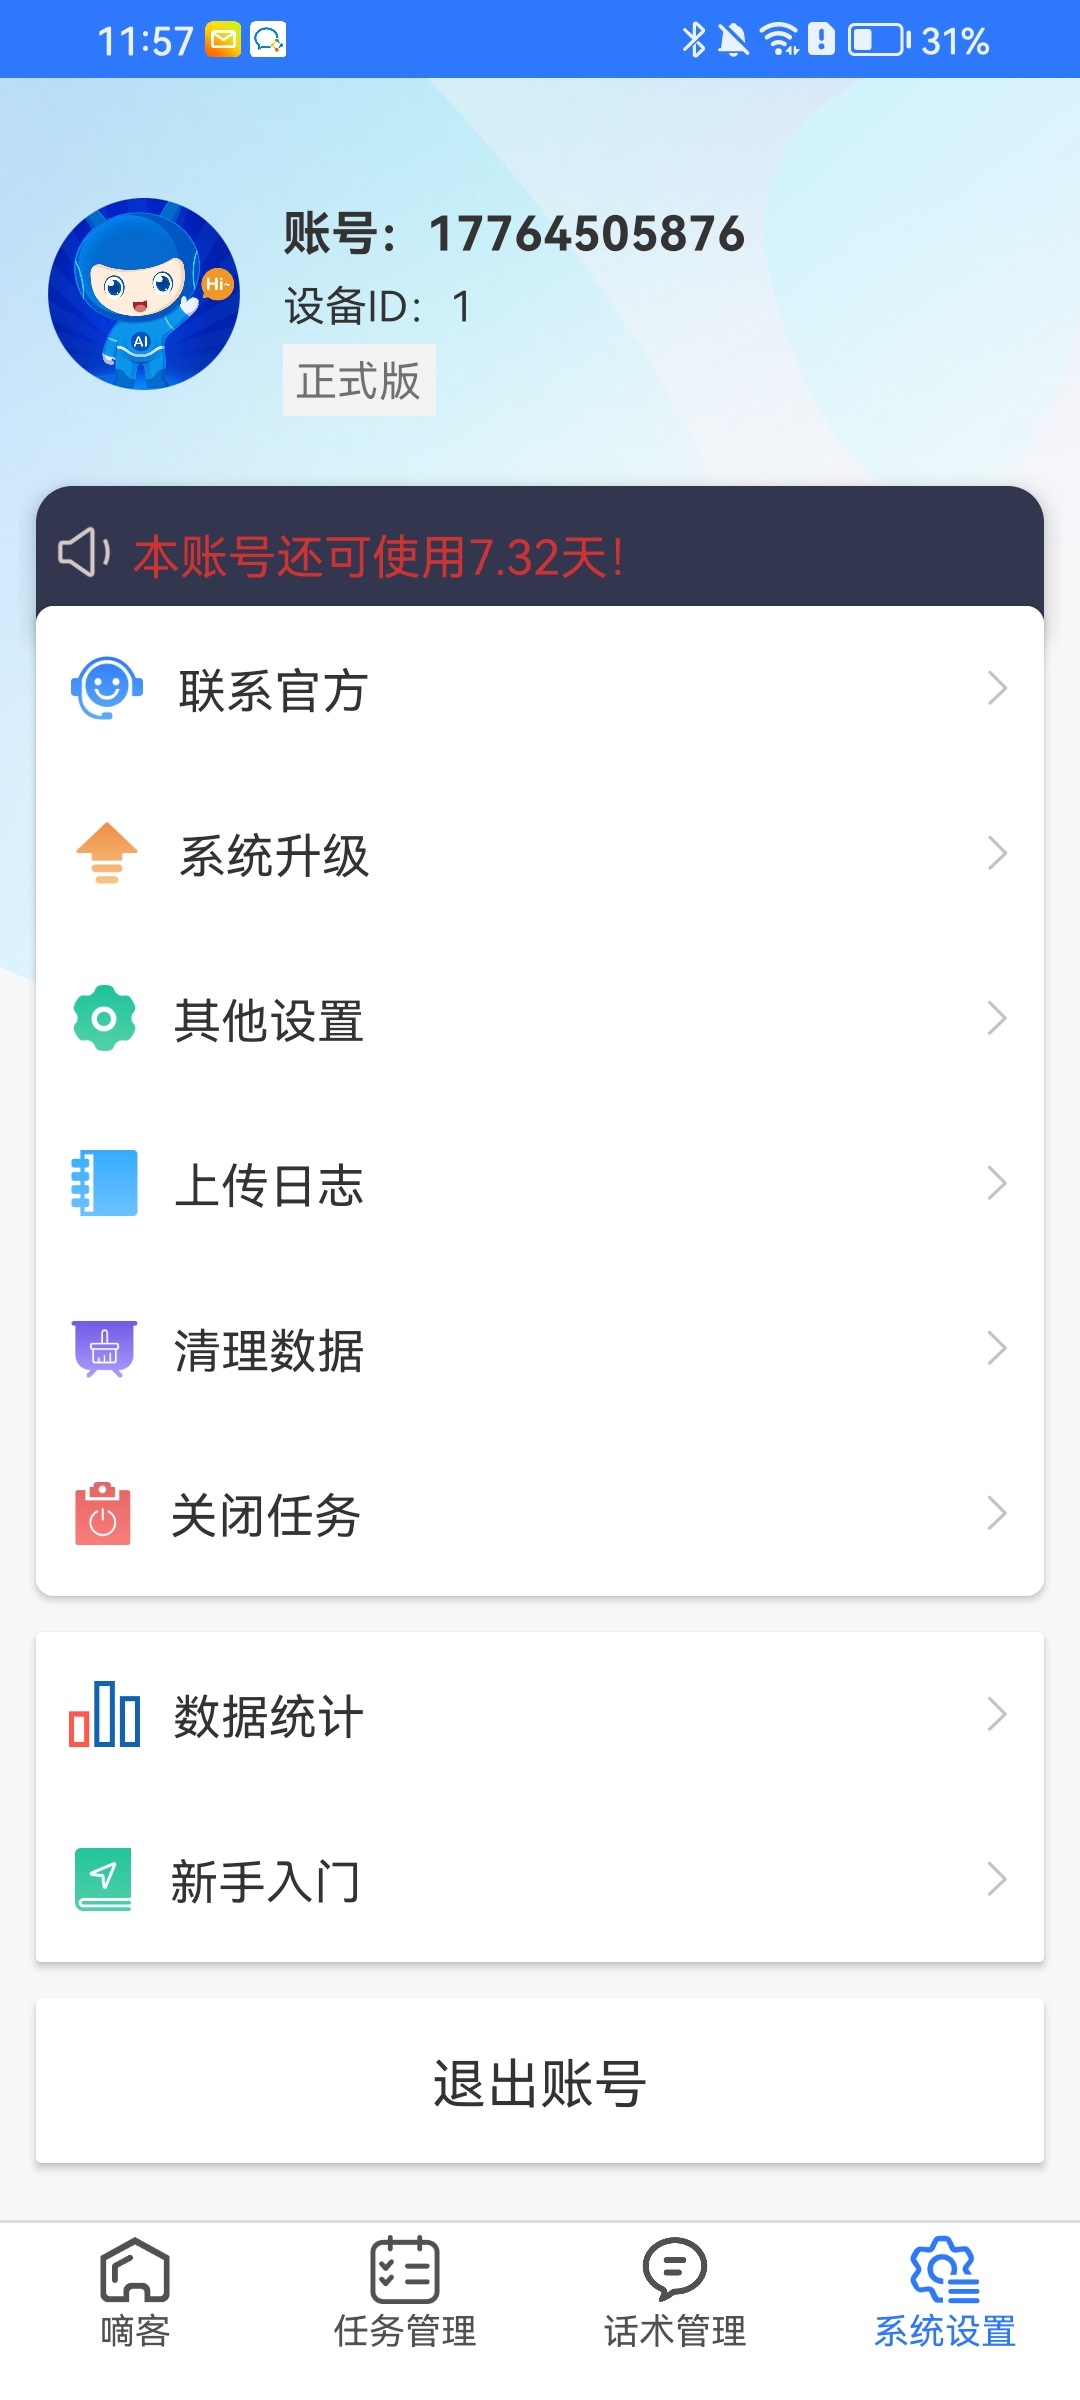 11:57
31%
账号：17764505876
Hi~
AI
设备ID：1
正式版
本账号还可使用7.32天！
联系官方
系统升级
其他设置
上传日志
清理数据
关闭任务
数据统计
新手入门
退出账号
嘀客
任务管理
话术管理
系统设置